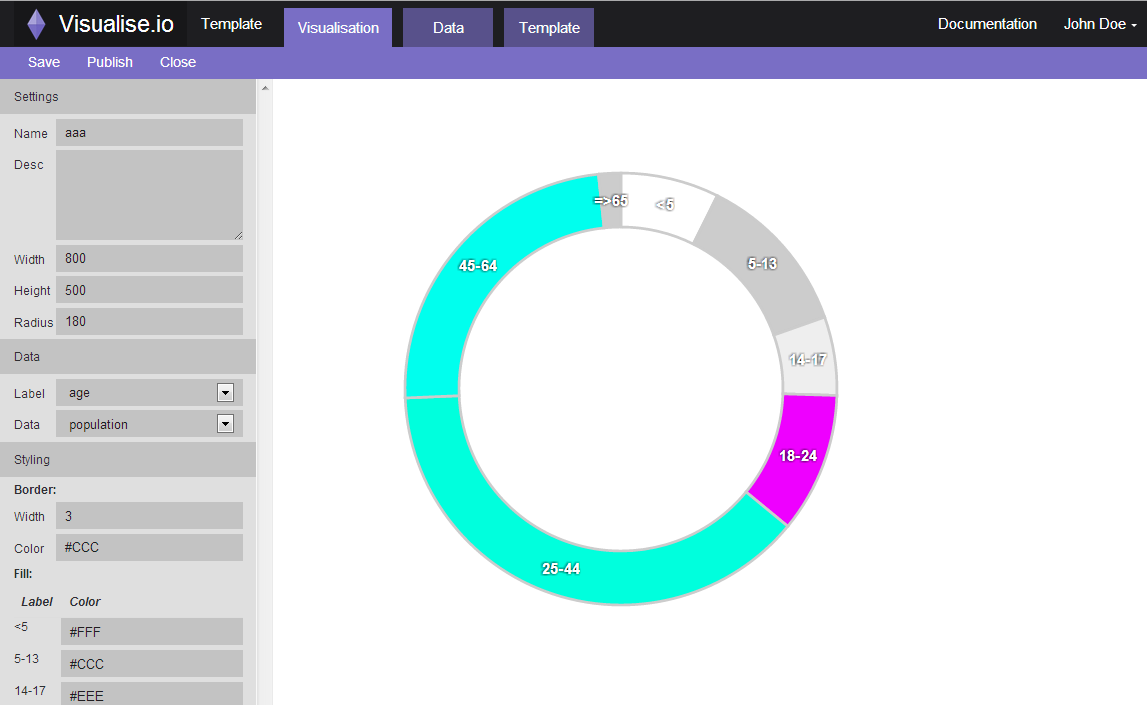 Visualise.io Template Visualisation Data Template Documentation John Doe
Save Publish Close
Settings
Name aaa
Desc
Width 800
Height 500
Radius 180
Data
Label age
Data population
Styling
Border:
Width 3
Color #CCC
Fill:
Label Color
<5 #FFF
5-13 #CCC
14-17 #EEE
=>65
<5
45-64
5-13
14-17
18-24
25-44